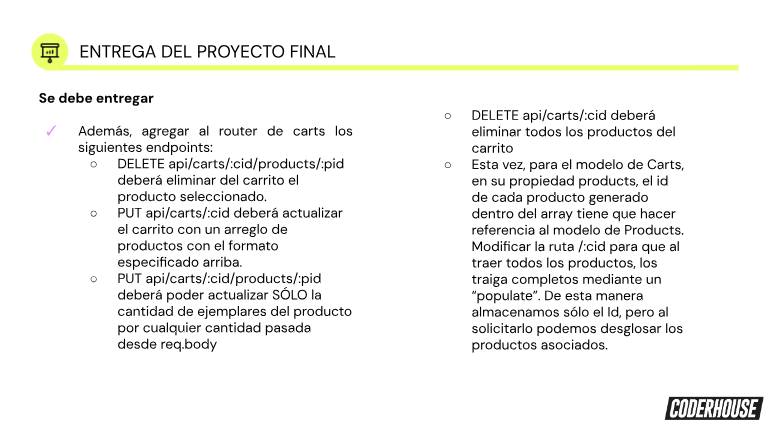 ENTREGA DEL PROYECTO FINAL
Se debe entregar
✓ Además, agregar al router de carts los
siguientes endpoints:
○ DELETE api/carts/:cid/products/:pid
deberá eliminar del carrito el
producto seleccionado.
○ PUT api/carts/:cid deberá actualizar
el carrito con un arreglo de
productos con el formato
especificado arriba.
○ PUT api/carts/:cid/products/:pid
deberá poder actualizar SÓLO la
cantidad de ejemplares del producto
por cualquier cantidad pasada
desde req.body
○ DELETE api/carts/:cid deberá
eliminar todos los productos del
carrito
○ Esta vez, para el modelo de Carts,
en su propiedad products, el id
de cada producto generado
dentro del array tiene que hacer
referencia al modelo de Products.
Modificar la ruta /:cid para que al
traer todos los productos, los
traiga completos mediante un
“populate”. De esta manera
almacenamos sólo el Id, pero al
solicitarlo podemos desglosar los
productos asociados.
CODERHOUSE